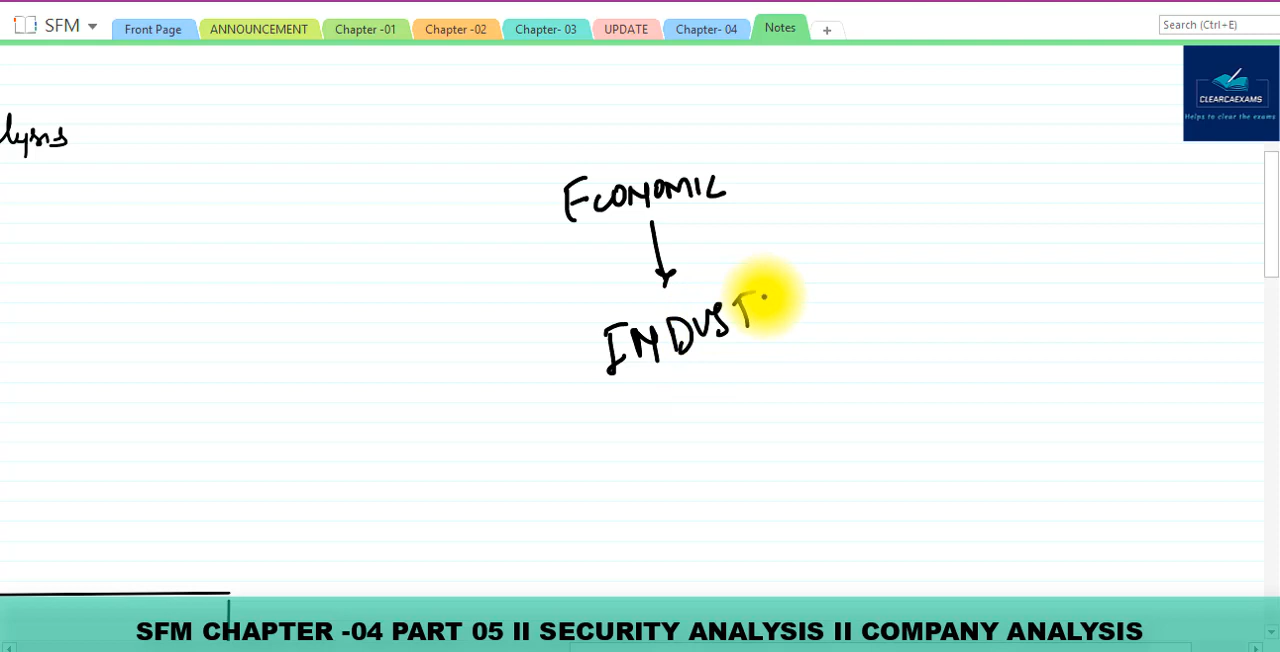 SFM
Front Page
ANNOUNCEMENT
Chapter -01
Chapter -02
Chapter- 03
UPDATE
Chapter- 04
Notes
+
Search (Ctrl+E)
CLEARCAEXAMS
Helps to clear the exams
lysis
ECONOMIC
INDUST
SFM CHAPTER -04 PART 05 II SECURITY ANALYSIS II COMPANY ANALYSIS